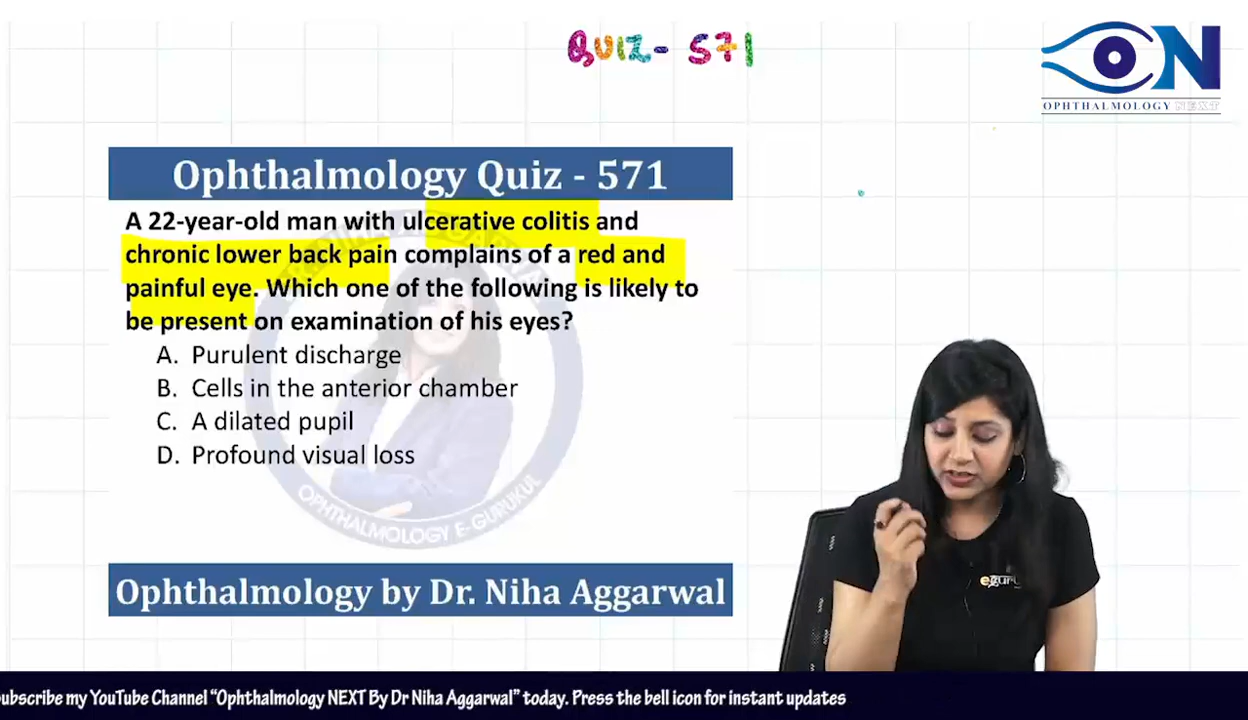 QUIZ - 571
ON
OPHTHALMOLOGY NEXT
Ophthalmology Quiz - 571
A 22-year-old man with ulcerative colitis and
chronic lower back pain complains of a red and
painful eye. Which one of the following is likely to
be present on examination of his eyes?
A. Purulent discharge
B. Cells in the anterior chamber
C. A dilated pupil
D. Profound visual loss
OPHTHALMOLOGY E-GURUKUL
Ophthalmology by Dr. Niha Aggarwal
ubscribe my YouTube Channel “Ophthalmology NEXT By Dr Niha Aggarwal” today. Press the bell icon for instant updates